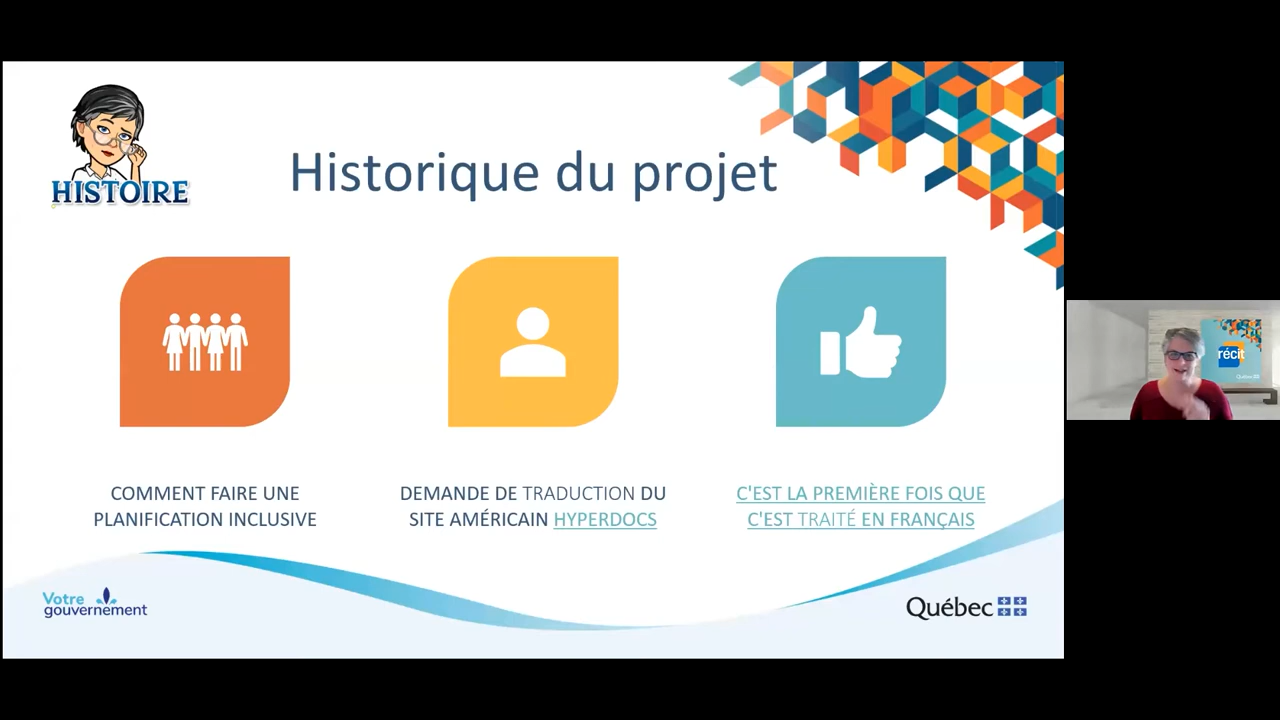 HISTOIRE
Historique du projet
COMMENT FAIRE UNE
PLANIFICATION INCLUSIVE
DEMANDE DE TRADUCTION DU
SITE AMÉRICAIN HYPERDOCS
C'EST LA PREMIÈRE FOIS QUE
C'EST TRAITÉ EN FRANÇAIS
Votre
gouvernement
Québec
récit
Québec